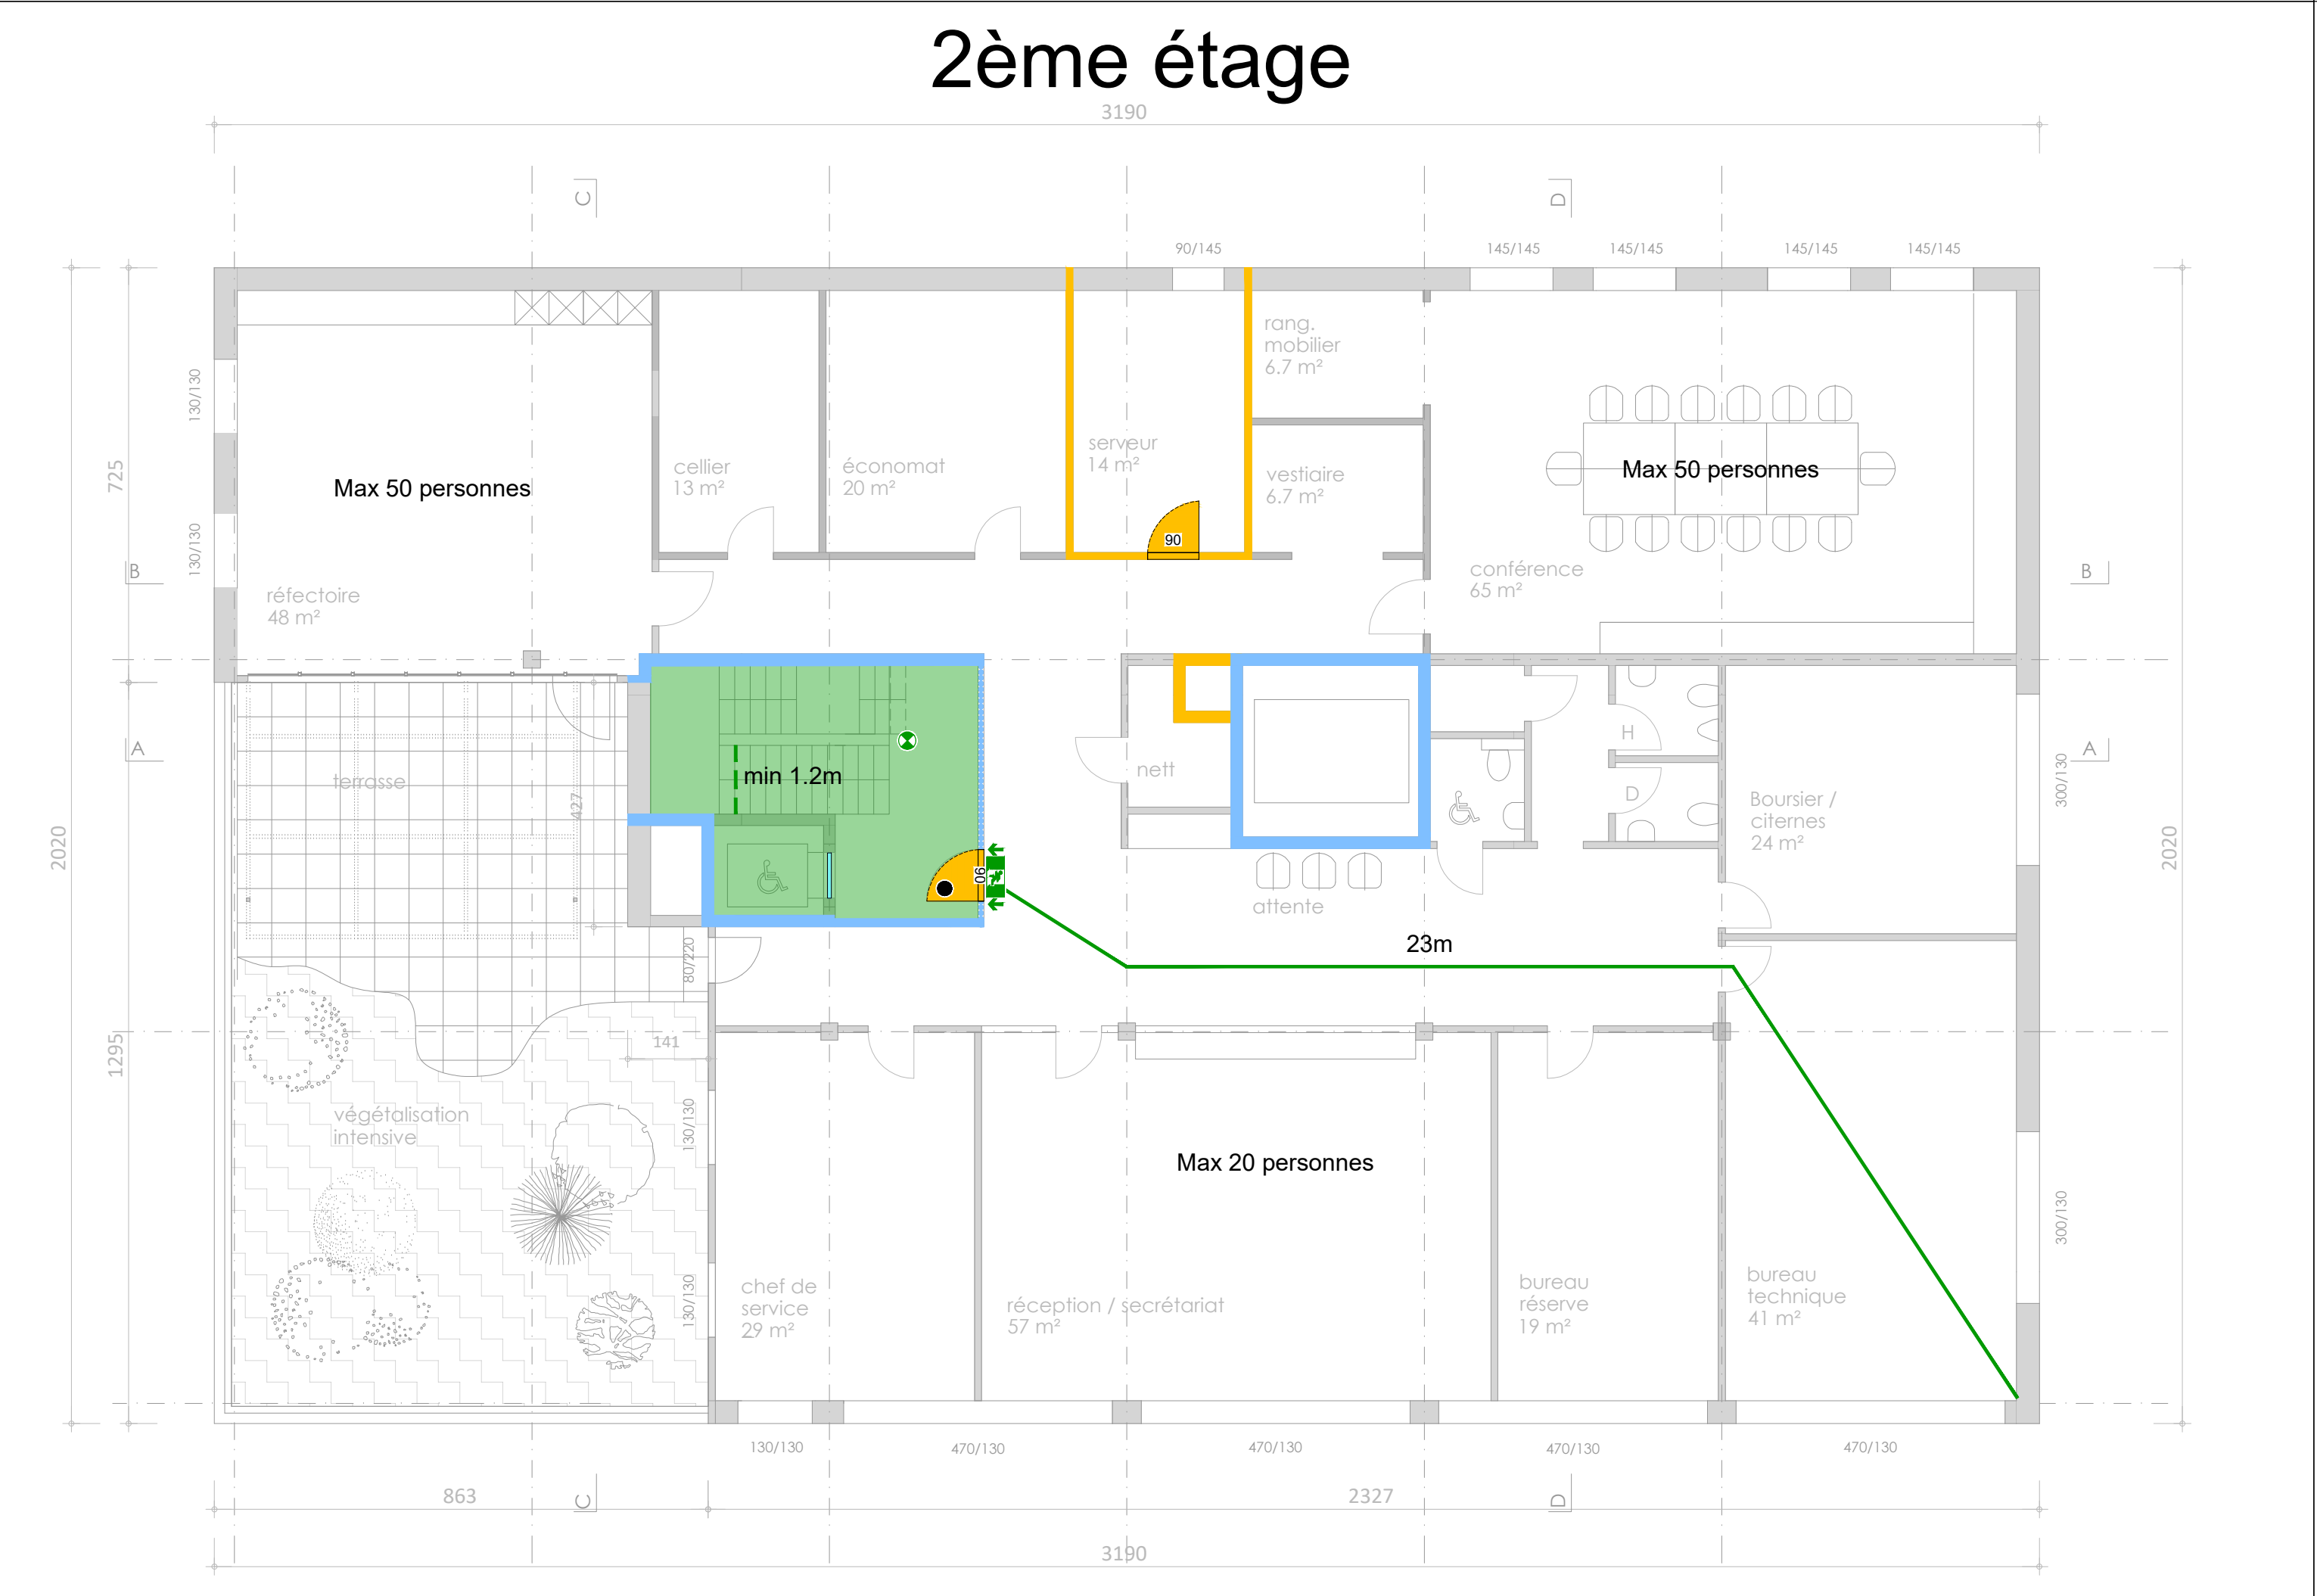 2ème étage
3190
C
D
90/145
145/145
145/145
145/145
145/145
rang.
mobilier
6.7 m²
130/130
725
serveur
14 m²
cellier
13 m²
économat
20 m²
vestiaire
6.7 m²
Max 50 personnes
Max 50 personnes
90
130/130
B
B
conférence
65 m²
réfectoire
48 m²
A
A
H
nett
min 1.2m
terrasse
427
300/130
D
Boursier /
citernes
24 m²
2020
2020
90
attente
23m
80/220
141
1295
végétalisation
intensive
130/130
Max 20 personnes
300/130
chef de
service
29 m²
130/130
réception / secrétariat
57 m²
bureau
réserve
19 m²
bureau
technique
41 m²
130/130
470/130
470/130
470/130
470/130
863
C
2327
D
3190